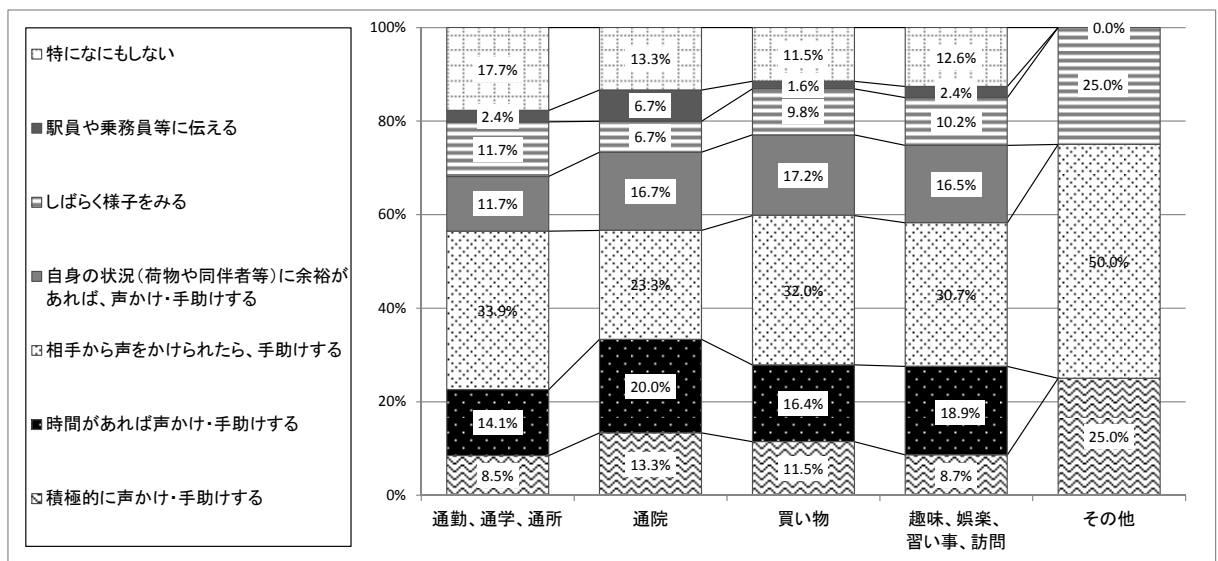 特になにもしない
駅員や乗務員等に伝える
しばらく様子をみる
自身の状況(荷物や同伴者等)に余裕が
あれば、声かけ・手助けする
相手から声をかけられたら、手助けする
時間があれば声かけ・手助けする
積極的に声かけ・手助けする
100%
80%
60%
40%
20%
0%
17.7%
2.4%
11.7%
11.7%
33.9%
14.1%
8.5%
13.3%
6.7%
6.7%
16.7%
23.3%
20.0%
13.3%
11.5%
1.6%
9.8%
17.2%
32.0%
16.4%
11.5%
12.6%
2.4%
10.2%
16.5%
30.7%
18.9%
8.7%
0.0%
25.0%
50.0%
25.0%
通勤、通学、通所
通院
買い物
趣味、娯楽、
習い事、訪問
その他